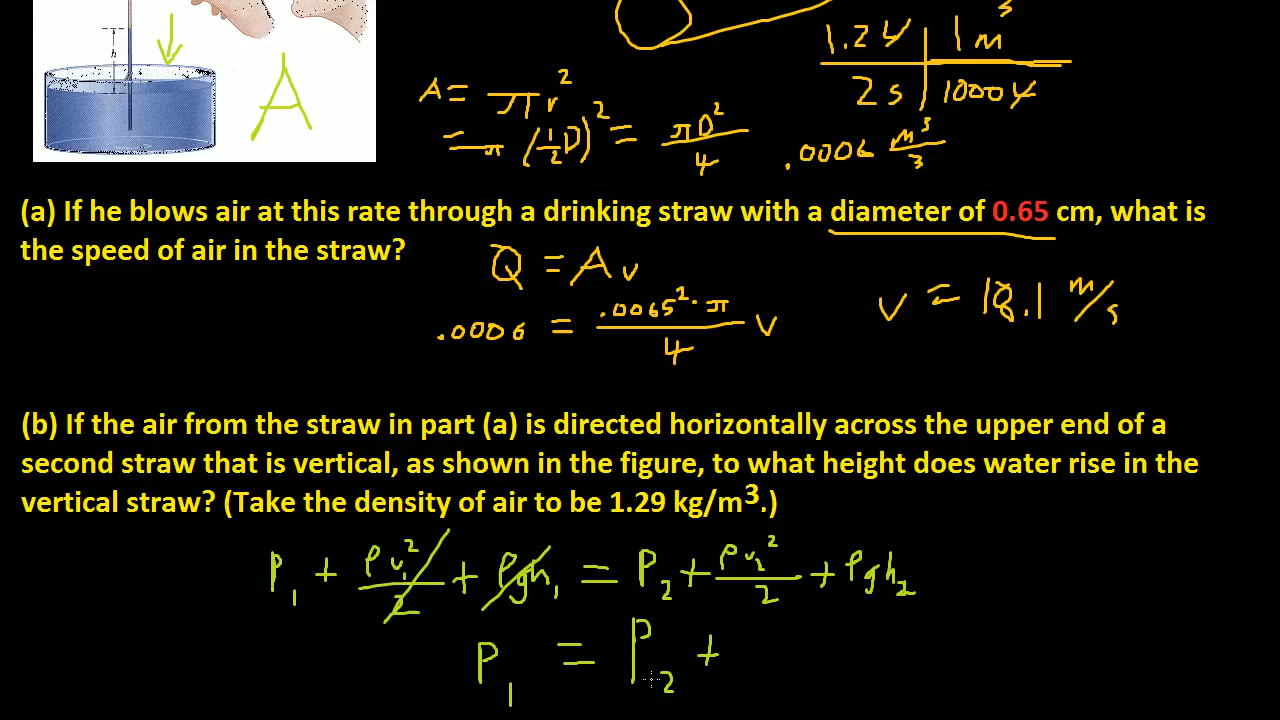 h
A
A = πr²
= π (½D)² = πD²/4
1.2 L | 1 m³
2 s | 1000 L
.0006 m³/3
(a) If he blows air at this rate through a drinking straw with a diameter of 0.65 cm, what is
the speed of air in the straw?
Q = Av
.0006 = .0065²·π/4 v
v = 18.1 m/s
(b) If the air from the straw in part (a) is directed horizontally across the upper end of a
second straw that is vertical, as shown in the figure, to what height does water rise in the
vertical straw? (Take the density of air to be 1.29 kg/m³.)
P₁ + ρv₁²/2 + ρgh₁ = P₂ + ρv₂²/2 + ρgh₂
P₁ = P₂ +